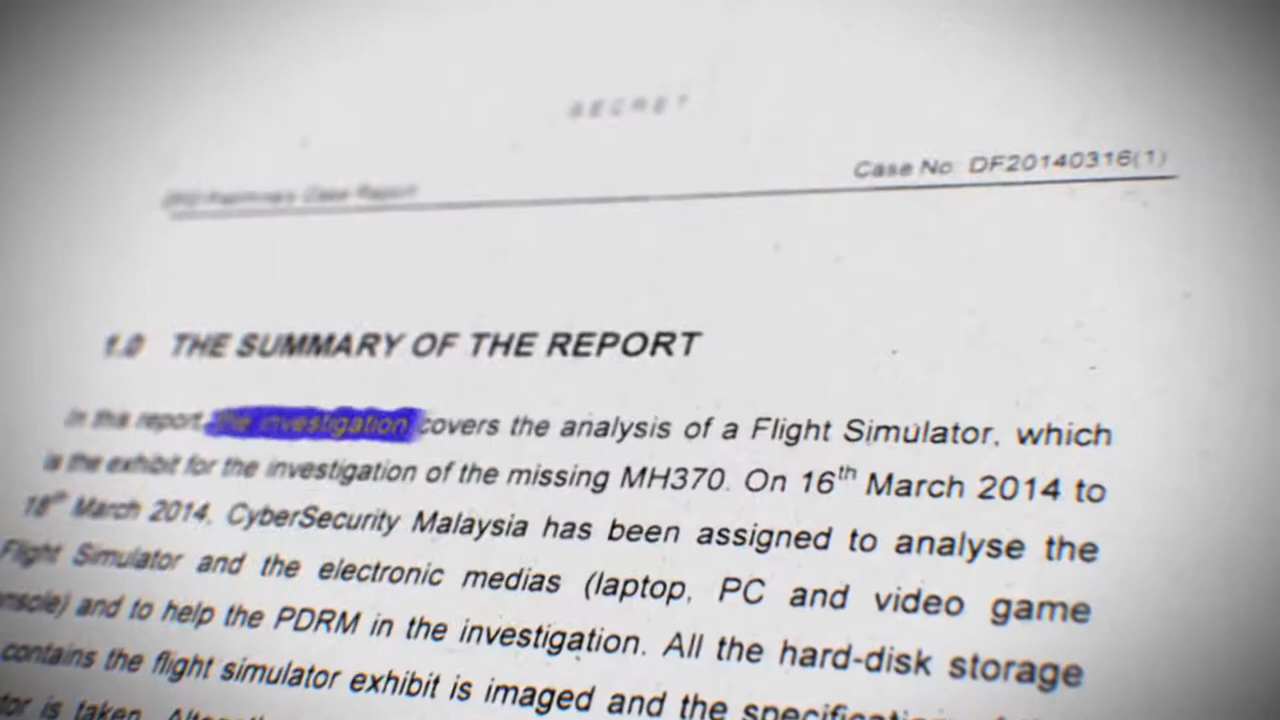 SECRET
Preliminary Case Report
Case No: DF20140316(1)
1.0 THE SUMMARY OF THE REPORT
In this report, the investigation covers the analysis of a Flight Simulator, which
is the exhibit for the investigation of the missing MH370. On 16th March 2014 to
18th March 2014, CyberSecurity Malaysia has been assigned to analyse the
Flight Simulator and the electronic medias (laptop, PC and video game
and to help the PDRM in the investigation. All the hard-disk storage
contains the flight simulator exhibit is imaged and the
is taken.